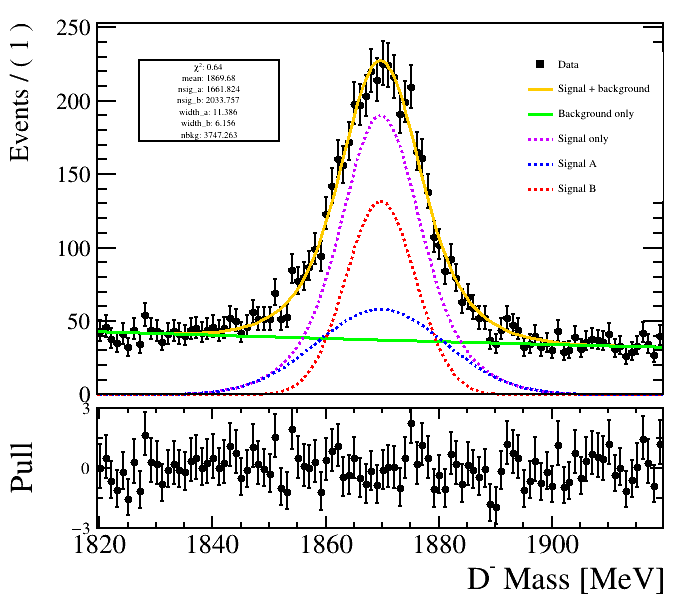 250
200
150
100
50
0
Events / ( 1 )
χ²: 0.64
mean: 1869.68
nsig_a: 1661.824
nsig_b: 2033.757
width_a: 11.386
width_b: 6.156
nbkg: 3747.263
Data
Signal + background
Background only
Signal only
Signal A
Signal B
3
0
−3
Pull
1820 1840 1860 1880 1900
D⁻ Mass [MeV]